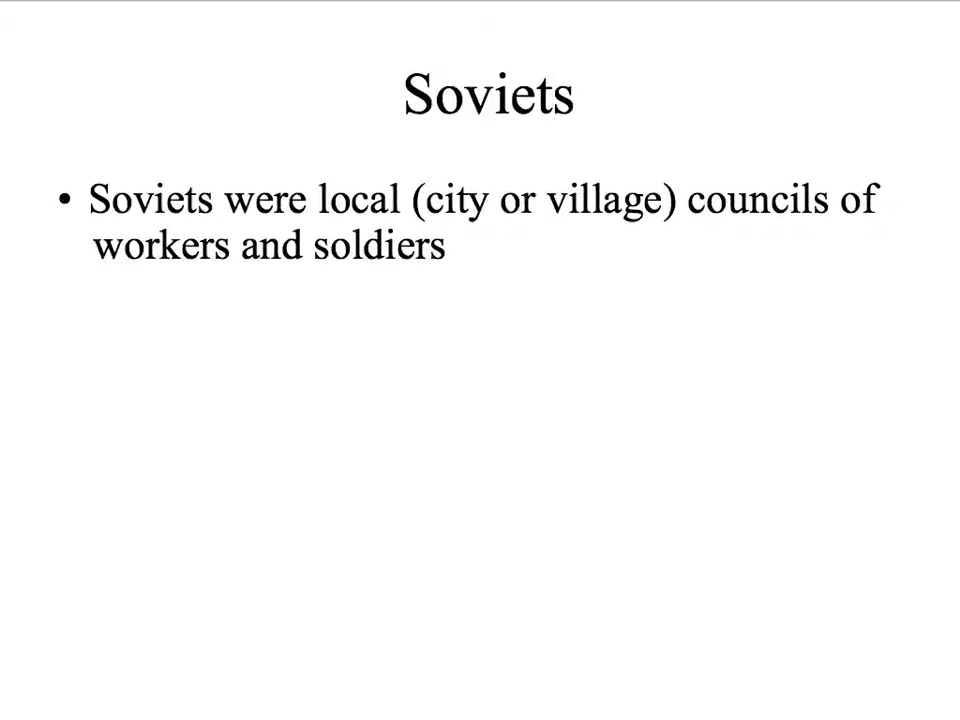 Soviets
• Soviets were local (city or village) councils of
workers and soldiers